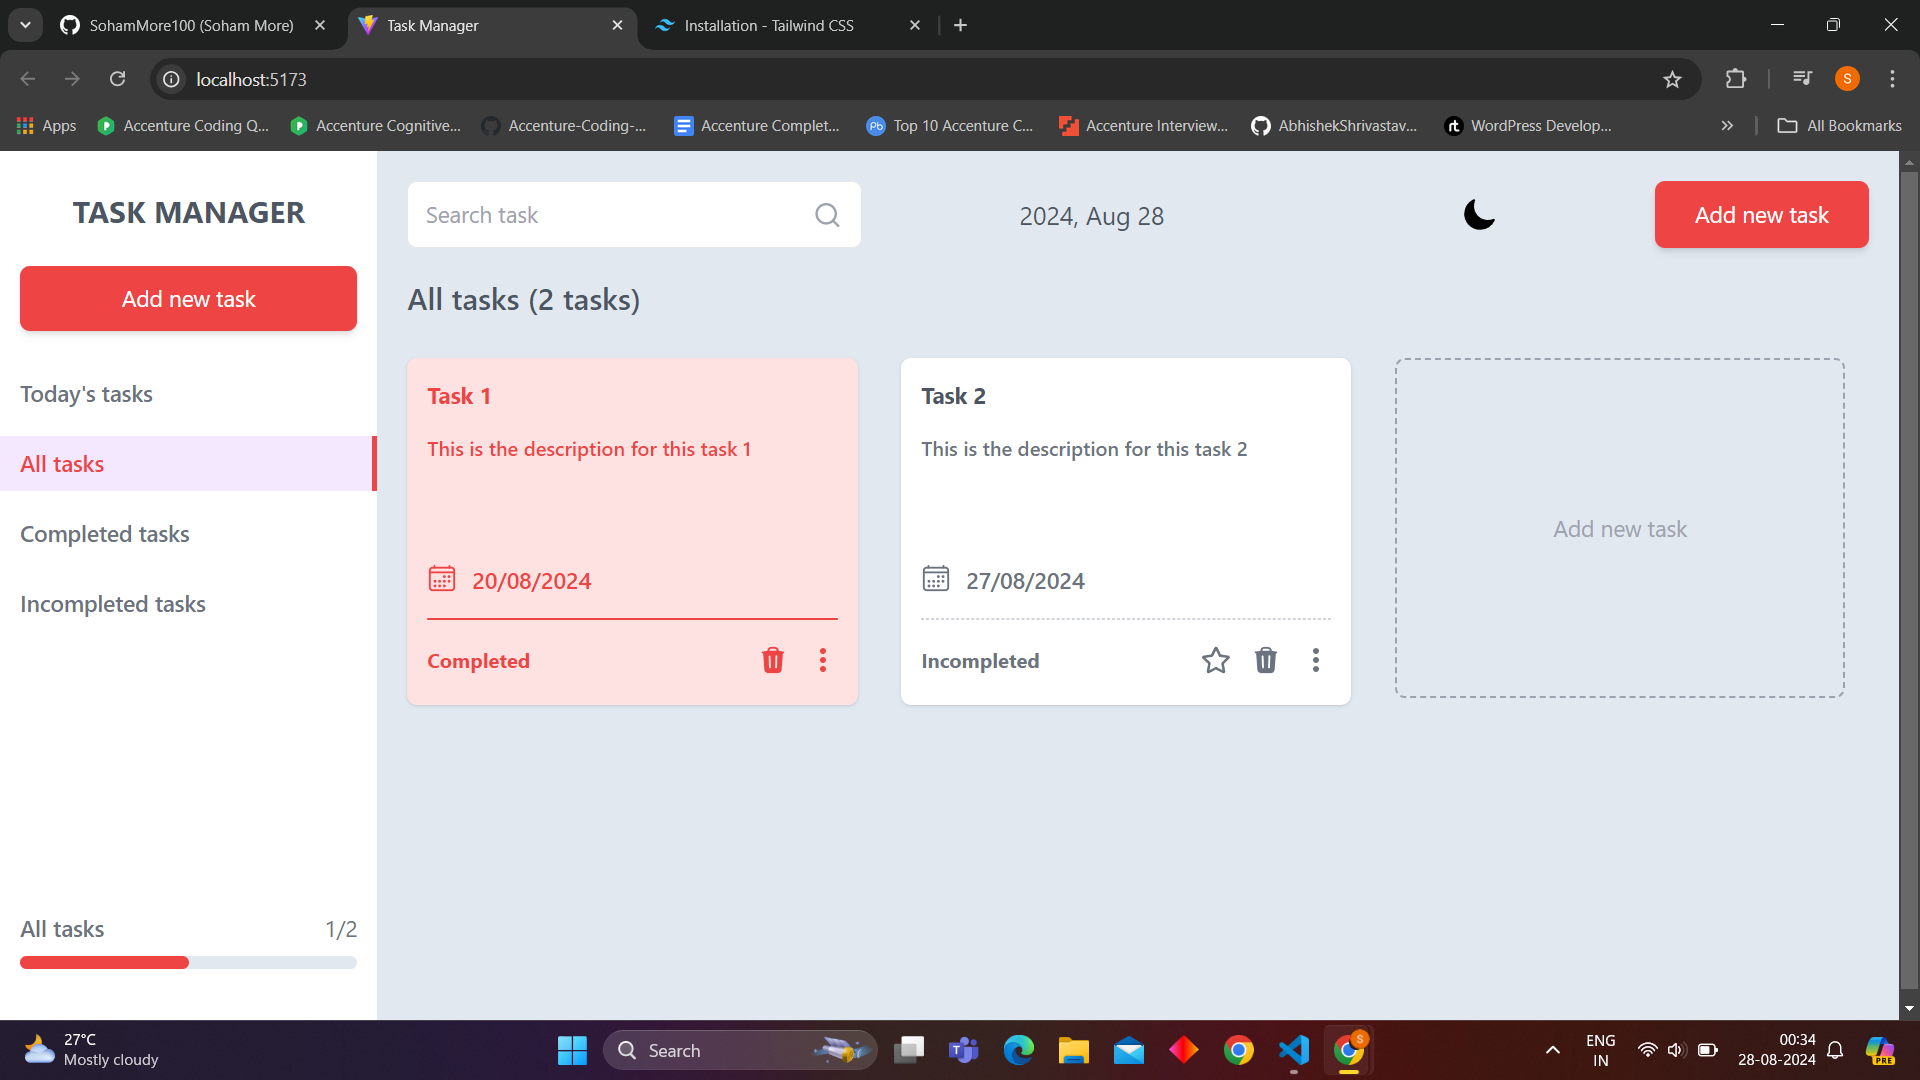 SohamMore100 (Soham More)
Task Manager
Installation - Tailwind CSS
localhost:5173
S
Apps
Accenture Coding Q...
Accenture Cognitive...
Accenture-Coding-...
Accenture Complet...
Top 10 Accenture C...
Accenture Interview...
AbhishekShrivastav...
WordPress Develop...
All Bookmarks
TASK MANAGER
Add new task
Today's tasks
All tasks
Completed tasks
Incompleted tasks
All tasks 1/2
Search task
2024, Aug 28
Add new task
All tasks (2 tasks)
Task 1
This is the description for this task 1
20/08/2024
Completed
Task 2
This is the description for this task 2
27/08/2024
Incompleted
Add new task
27°C
Mostly cloudy
Search
S
ENG
IN
00:34
28-08-2024
PRE